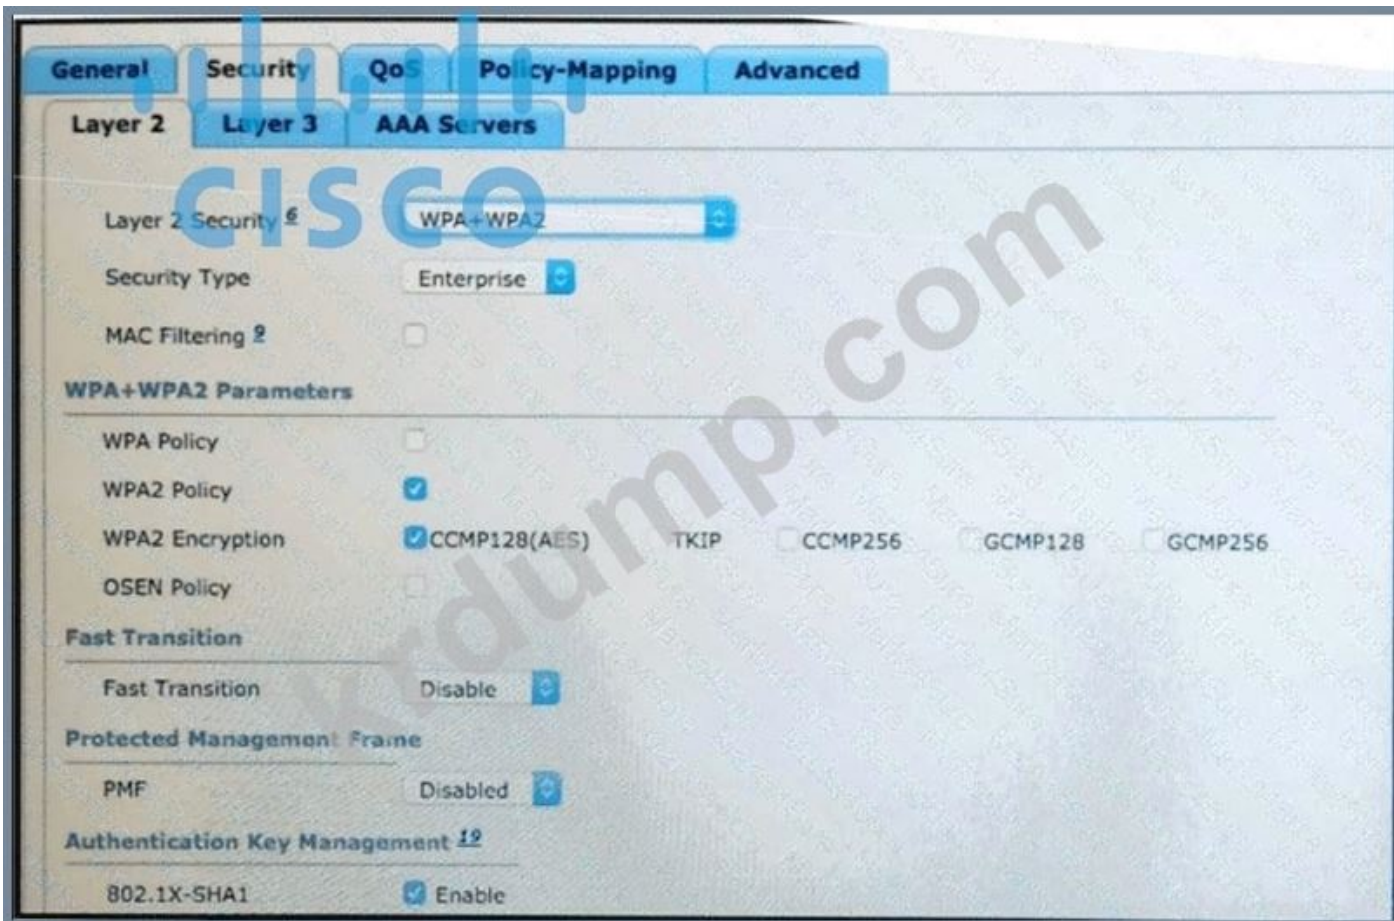 General Security QoS Policy-Mapping Advanced
Layer 2 Layer 3 AAA Servers
CISCO
Layer 2 Security 6 WPA+WPA2
Security Type Enterprise
MAC Filtering 9
WPA+WPA2 Parameters
WPA Policy
WPA2 Policy
WPA2 Encryption CCMP128(AES) TKIP CCMP256 GCMP128 GCMP256
OSEN Policy
Fast Transition
Fast Transition Disable
Protected Management Frame
PMF Disabled
Authentication Key Management 19
802.1X-SHA1 Enable
krdump.com